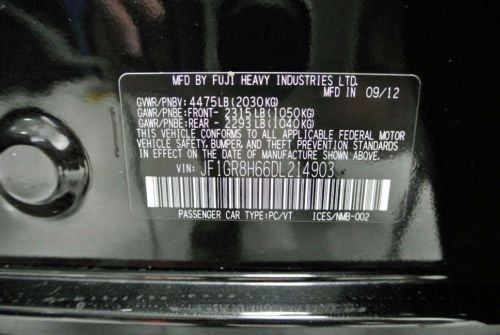 MFD BY FUJI HEAVY INDUSTRIES LTD.
MFD IN 09/12
GVWR/PNBV: 4475LB(2030KG)
GAWR/PNBE:FRONT- 2315LB(1050KG)
GAWR/PNBE:REAR - 2293LB(1040KG)
THIS VEHICLE CONFORMS TO ALL APPLICABLE FEDERAL MOTOR
VEHICLE SAFETY, BUMPER, AND THEFT PREVENTION STANDARDS
IN EFFECT ON THE DATE OF MANUFACTURE SHOWN ABOVE.
VIN: JF1GR8H66DL214903
PASSENGER CAR TYPE:PC/VT ICES/NMB-002